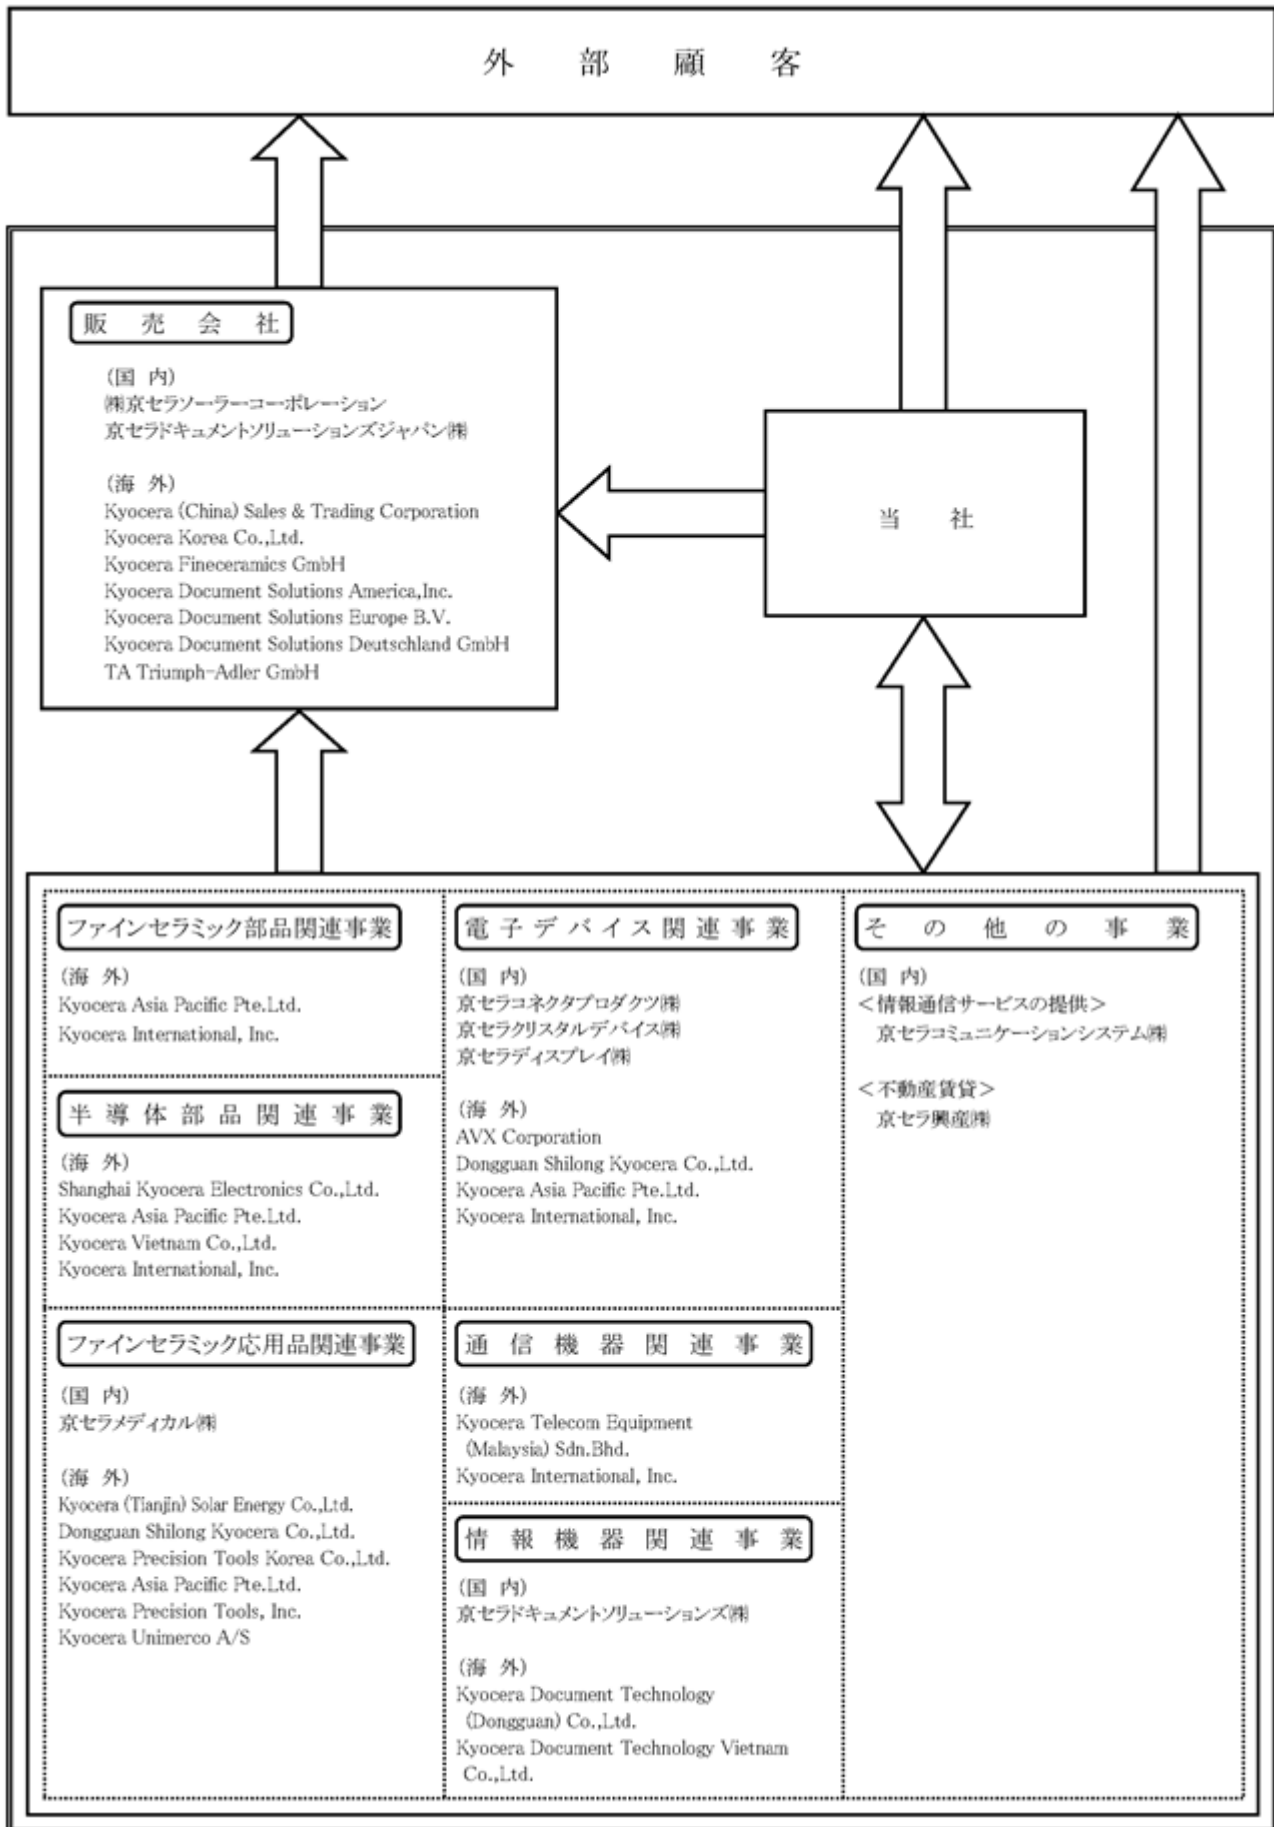 外部顧客
販売会社
(国内)
㈱京セラソーラーコーポレーション
京セラドキュメントソリューションズジャパン㈱
(海外)
Kyocera (China) Sales & Trading Corporation
Kyocera Korea Co.,Ltd.
Kyocera Fineceramics GmbH
Kyocera Document Solutions America,Inc.
Kyocera Document Solutions Europe B.V.
Kyocera Document Solutions Deutschland GmbH
TA Triumph-Adler GmbH
当社
ファインセラミック部品関連事業
(海外)
Kyocera Asia Pacific Pte.Ltd.
Kyocera International, Inc.
半導体部品関連事業
(海外)
Shanghai Kyocera Electronics Co.,Ltd.
Kyocera Asia Pacific Pte.Ltd.
Kyocera Vietnam Co.,Ltd.
Kyocera International, Inc.
ファインセラミック応用品関連事業
(国内)
京セラメディカル㈱
(海外)
Kyocera (Tianjin) Solar Energy Co.,Ltd.
Dongguan Shilong Kyocera Co.,Ltd.
Kyocera Precision Tools Korea Co.,Ltd.
Kyocera Asia Pacific Pte.Ltd.
Kyocera Precision Tools, Inc.
Kyocera Unimerco A/S
電子デバイス関連事業
(国内)
京セラコネクタプロダクツ㈱
京セラクリスタルデバイス㈱
京セラディスプレイ㈱
(海外)
AVX Corporation
Dongguan Shilong Kyocera Co.,Ltd.
Kyocera Asia Pacific Pte.Ltd.
Kyocera International, Inc.
通信機器関連事業
(海外)
Kyocera Telecom Equipment
(Malaysia) Sdn.Bhd.
Kyocera International, Inc.
情報機器関連事業
(国内)
京セラドキュメントソリューションズ㈱
(海外)
Kyocera Document Technology
(Dongguan) Co.,Ltd.
Kyocera Document Technology Vietnam
Co.,Ltd.
その他の事業
(国内)
＜情報通信サービスの提供＞
京セラコミュニケーションシステム㈱
＜不動産賃貸＞
京セラ興産㈱